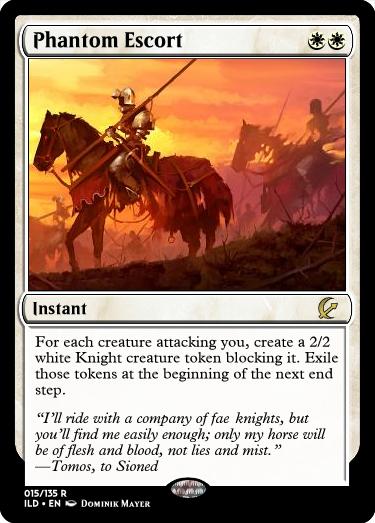 Phantom Escort
Instant
For each creature attacking you, create a 2/2
white Knight creature token blocking it. Exile
those tokens at the beginning of the next end
step.
“I’ll ride with a company of fae knights, but
you’ll find me easily enough; only my horse will
be of flesh and blood, not lies and mist.”
—Tomos, to Sioned
015/135 R
ILD • EN Dominik Mayer